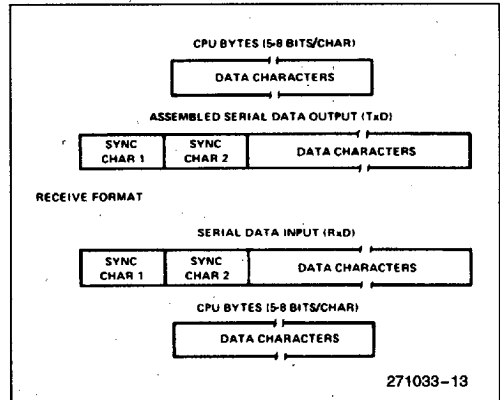 CPU BYTES (5-8 BITS/CHAR)
DATA CHARACTERS
ASSEMBLED SERIAL DATA OUTPUT (TxD)
SYNC CHAR 1
SYNC CHAR 2
DATA CHARACTERS
RECEIVE FORMAT
SERIAL DATA INPUT (RxD)
SYNC CHAR 1
SYNC CHAR 2
DATA CHARACTERS
CPU BYTES (5-8 BITS/CHAR)
DATA CHARACTERS
271033-13